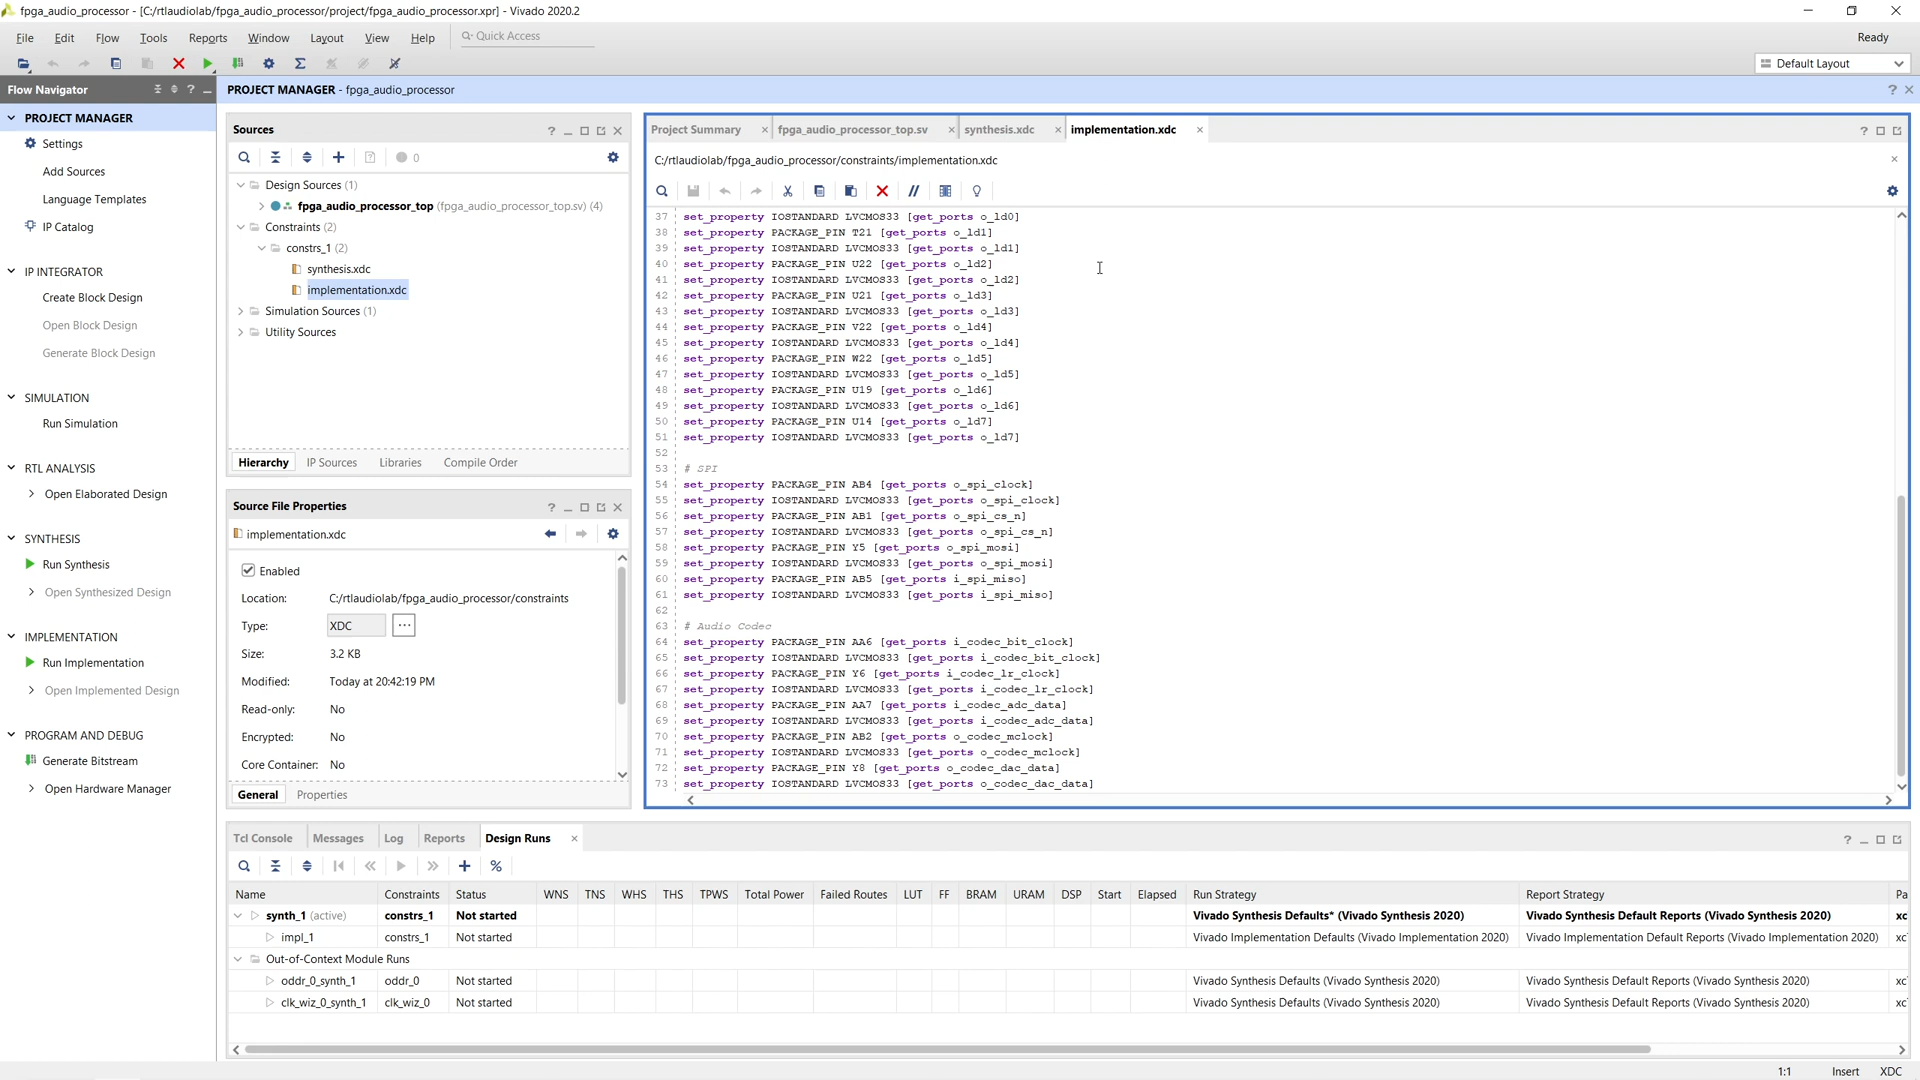 fpga_audio_processor - [C:/rtlaudiolab/fpga_audio_processor/project/fpga_audio_processor.xpr] - Vivado 2020.2
File Edit Flow Tools Reports Window Layout View Help Quick Access
Ready
Default Layout
Flow Navigator
PROJECT MANAGER - fpga_audio_processor
PROJECT MANAGER
Settings
Add Sources
Language Templates
IP Catalog
IP INTEGRATOR
Create Block Design
Open Block Design
Generate Block Design
SIMULATION
Run Simulation
RTL ANALYSIS
Open Elaborated Design
SYNTHESIS
Run Synthesis
Open Synthesized Design
IMPLEMENTATION
Run Implementation
Open Implemented Design
PROGRAM AND DEBUG
Generate Bitstream
Open Hardware Manager
Sources
0
Design Sources (1)
fpga_audio_processor_top (fpga_audio_processor_top.sv) (4)
Constraints (2)
constrs_1 (2)
synthesis.xdc
implementation.xdc
Simulation Sources (1)
Utility Sources
Hierarchy IP Sources Libraries Compile Order
Source File Properties
implementation.xdc
Enabled
Location: C:/rtlaudiolab/fpga_audio_processor/constraints
Type: XDC
Size: 3.2 KB
Modified: Today at 20:42:19 PM
Read-only: No
Encrypted: No
Core Container: No
General Properties
Project Summary fpga_audio_processor_top.sv synthesis.xdc implementation.xdc
C:/rtlaudiolab/fpga_audio_processor/constraints/implementation.xdc
37 set_property IOSTANDARD LVCMOS33 [get_ports o_ld0]
38 set_property PACKAGE_PIN T21 [get_ports o_ld1]
39 set_property IOSTANDARD LVCMOS33 [get_ports o_ld1]
40 set_property PACKAGE_PIN U22 [get_ports o_ld2]
41 set_property IOSTANDARD LVCMOS33 [get_ports o_ld2]
42 set_property PACKAGE_PIN U21 [get_ports o_ld3]
43 set_property IOSTANDARD LVCMOS33 [get_ports o_ld3]
44 set_property PACKAGE_PIN V22 [get_ports o_ld4]
45 set_property IOSTANDARD LVCMOS33 [get_ports o_ld4]
46 set_property PACKAGE_PIN W22 [get_ports o_ld5]
47 set_property IOSTANDARD LVCMOS33 [get_ports o_ld5]
48 set_property PACKAGE_PIN U19 [get_ports o_ld6]
49 set_property IOSTANDARD LVCMOS33 [get_ports o_ld6]
50 set_property PACKAGE_PIN U14 [get_ports o_ld7]
51 set_property IOSTANDARD LVCMOS33 [get_ports o_ld7]
52
53 # SPI
54 set_property PACKAGE_PIN AB4 [get_ports o_spi_clock]
55 set_property IOSTANDARD LVCMOS33 [get_ports o_spi_clock]
56 set_property PACKAGE_PIN AB1 [get_ports o_spi_cs_n]
57 set_property IOSTANDARD LVCMOS33 [get_ports o_spi_cs_n]
58 set_property PACKAGE_PIN Y5 [get_ports o_spi_mosi]
59 set_property IOSTANDARD LVCMOS33 [get_ports o_spi_mosi]
60 set_property PACKAGE_PIN AB5 [get_ports i_spi_miso]
61 set_property IOSTANDARD LVCMOS33 [get_ports i_spi_miso]
62
63 # Audio Codec
64 set_property PACKAGE_PIN AA6 [get_ports i_codec_bit_clock]
65 set_property IOSTANDARD LVCMOS33 [get_ports i_codec_bit_clock]
66 set_property PACKAGE_PIN Y6 [get_ports i_codec_lr_clock]
67 set_property IOSTANDARD LVCMOS33 [get_ports i_codec_lr_clock]
68 set_property PACKAGE_PIN AA7 [get_ports i_codec_adc_data]
69 set_property IOSTANDARD LVCMOS33 [get_ports i_codec_adc_data]
70 set_property PACKAGE_PIN AB2 [get_ports o_codec_mclock]
71 set_property IOSTANDARD LVCMOS33 [get_ports o_codec_mclock]
72 set_property PACKAGE_PIN Y8 [get_ports o_codec_dac_data]
73 set_property IOSTANDARD LVCMOS33 [get_ports o_codec_dac_data]
Tcl Console Messages Log Reports Design Runs
Name Constraints Status WNS TNS WHS THS TPWS Total Power Failed Routes LUT FF BRAM URAM DSP Start Elapsed Run Strategy Report Strategy Pa
synth_1 (active) constrs_1 Not started Vivado Synthesis Defaults* (Vivado Synthesis 2020) Vivado Synthesis Default Reports (Vivado Synthesis 2020) xc
impl_1 constrs_1 Not started Vivado Implementation Defaults (Vivado Implementation 2020) Vivado Implementation Default Reports (Vivado Implementation 2020) xc
Out-of-Context Module Runs
oddr_0_synth_1 oddr_0 Not started Vivado Synthesis Defaults (Vivado Synthesis 2020) Vivado Synthesis Default Reports (Vivado Synthesis 2020) xc
clk_wiz_0_synth_1 clk_wiz_0 Not started Vivado Synthesis Defaults (Vivado Synthesis 2020) Vivado Synthesis Default Reports (Vivado Synthesis 2020) xc
1:1 Insert XDC